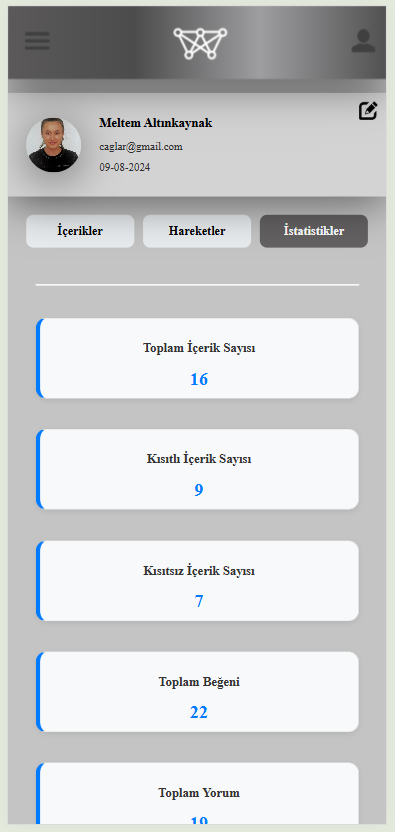 Meltem Altınkaynak
caglar@gmail.com
09-08-2024
İçerikler
Hareketler
İstatistikler
Toplam İçerik Sayısı
16
Kısıtlı İçerik Sayısı
9
Kısıtsız İçerik Sayısı
7
Toplam Beğeni
22
Toplam Yorum
19